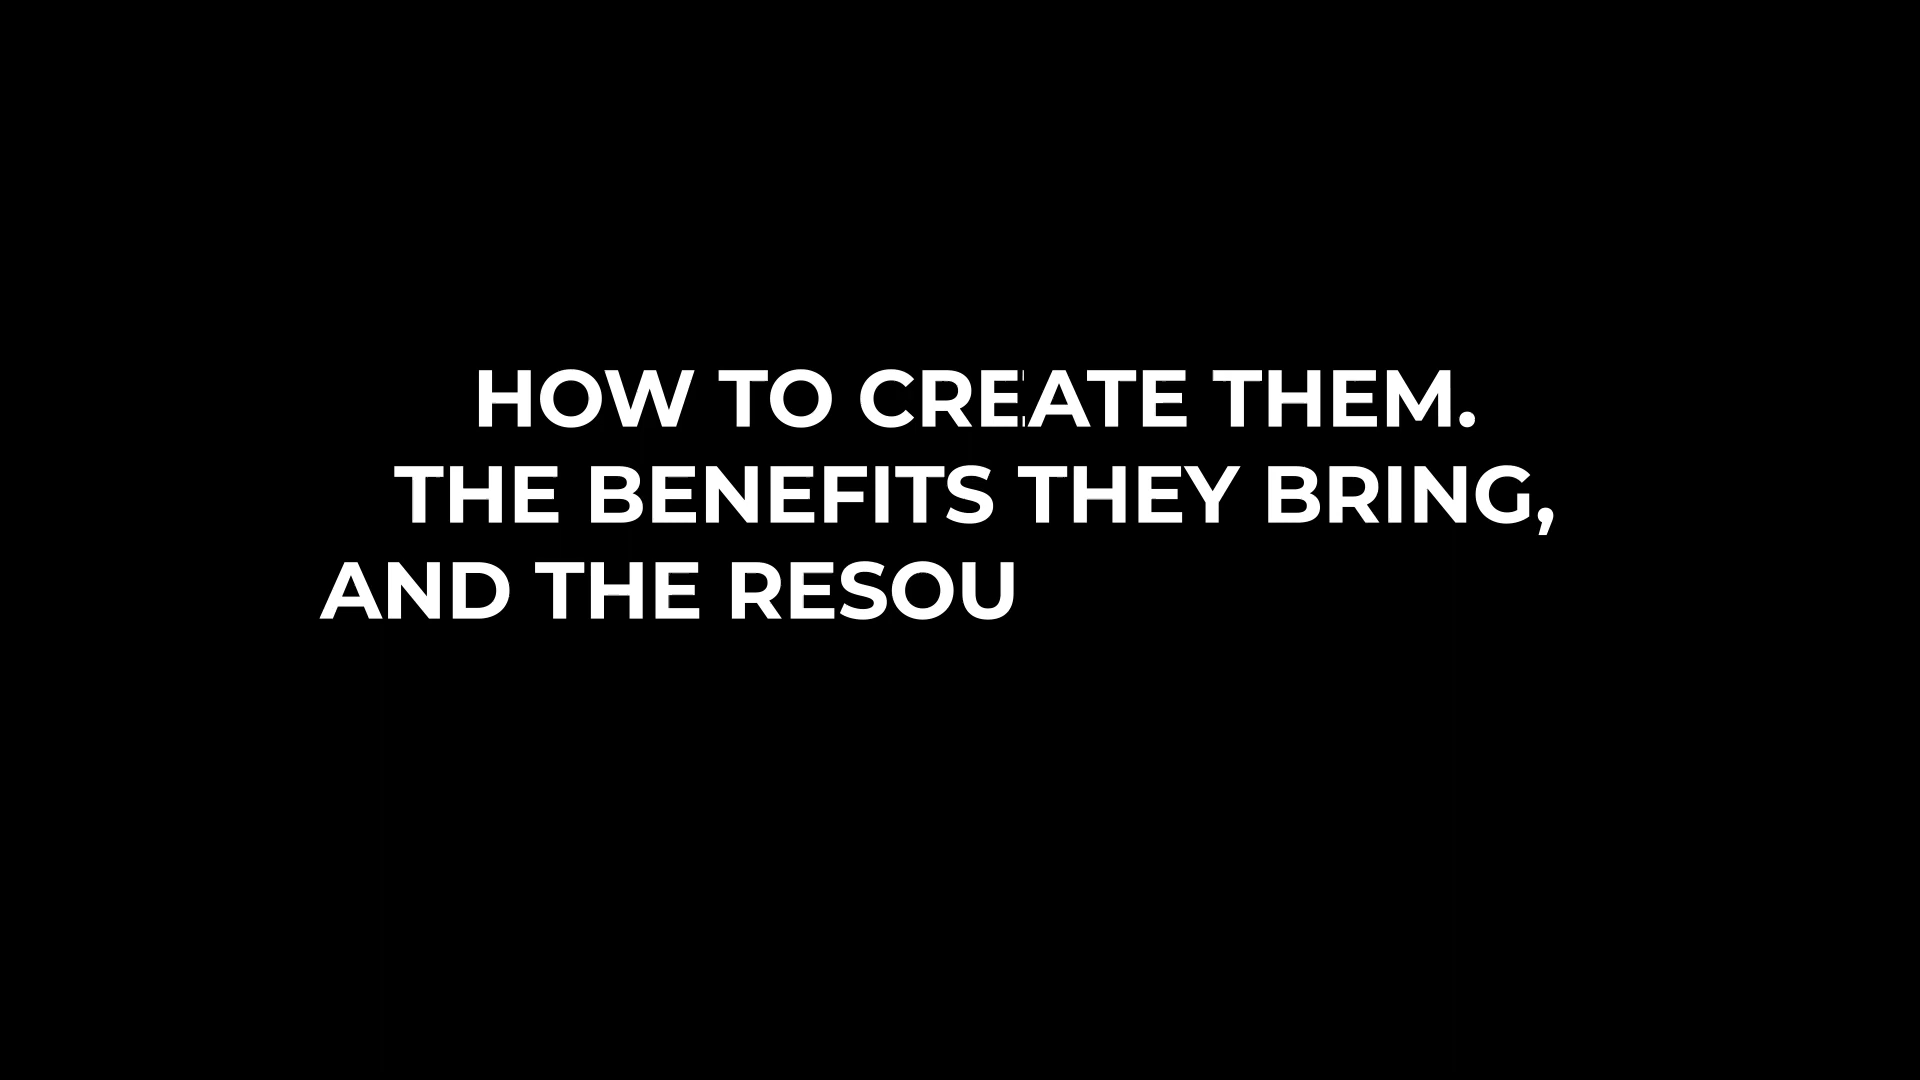 HOW TO CREATE THEM.
THE BENEFITS THEY BRING,
AND THE RESOU